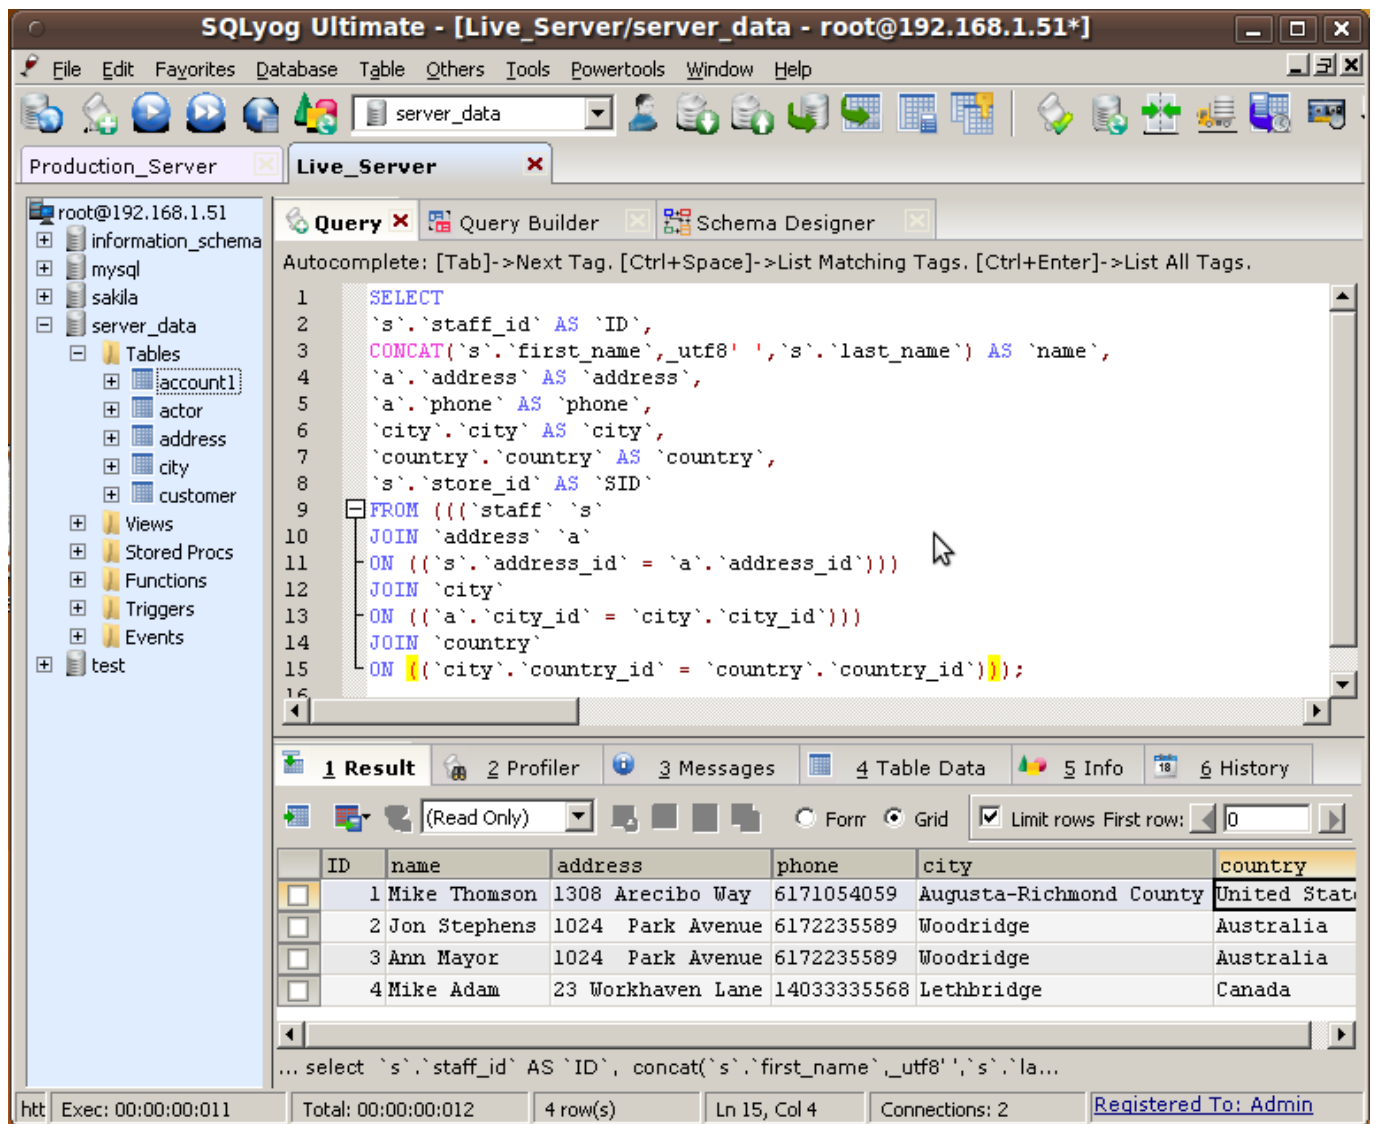 SQLyog Ultimate - [Live_Server/server_data - root@192.168.1.51*]
File Edit Favorites Database Table Others Tools Powertools Window Help
server_data
Production_Server Live_Server
root@192.168.1.51
information_schema
mysql
sakila
server_data
Tables
account1
actor
address
city
customer
Views
Stored Procs
Functions
Triggers
Events
test
Query Query Builder Schema Designer
Autocomplete: [Tab]->Next Tag. [Ctrl+Space]->List Matching Tags. [Ctrl+Enter]->List All Tags.
1 SELECT
2 `s`.`staff_id` AS `ID`,
3 CONCAT(`s`.`first_name`,_utf8' ',`s`.`last_name`) AS `name`,
4 `a`.`address` AS `address`,
5 `a`.`phone` AS `phone`,
6 `city`.`city` AS `city`,
7 `country`.`country` AS `country`,
8 `s`.`store_id` AS `SID`
9 FROM (((`staff` `s`
10 JOIN `address` `a`
11 ON ((`s`.`address_id` = `a`.`address_id`)))
12 JOIN `city`
13 ON ((`a`.`city_id` = `city`.`city_id`)))
14 JOIN `country`
15 ON ((`city`.`country_id` = `country`.`country_id`)));
16
1 Result 2 Profiler 3 Messages 4 Table Data 5 Info 18 6 History
(Read Only) Form Grid Limit rows First row: 0
ID name address phone city country
1 Mike Thomson 1308 Arecibo Way 6171054059 Augusta-Richmond County United State
2 Jon Stephens 1024 Park Avenue 6172235589 Woodridge Australia
3 Ann Mayor 1024 Park Avenue 6172235589 Woodridge Australia
4 Mike Adam 23 Workhaven Lane 14033335568 Lethbridge Canada
... select `s`.`staff_id` AS `ID`, concat(`s`.`first_name`,_utf8' ',`s`.`la...
htt Exec: 00:00:00:011 Total: 00:00:00:012 4 row(s) Ln 15, Col 4 Connections: 2 Registered To: Admin